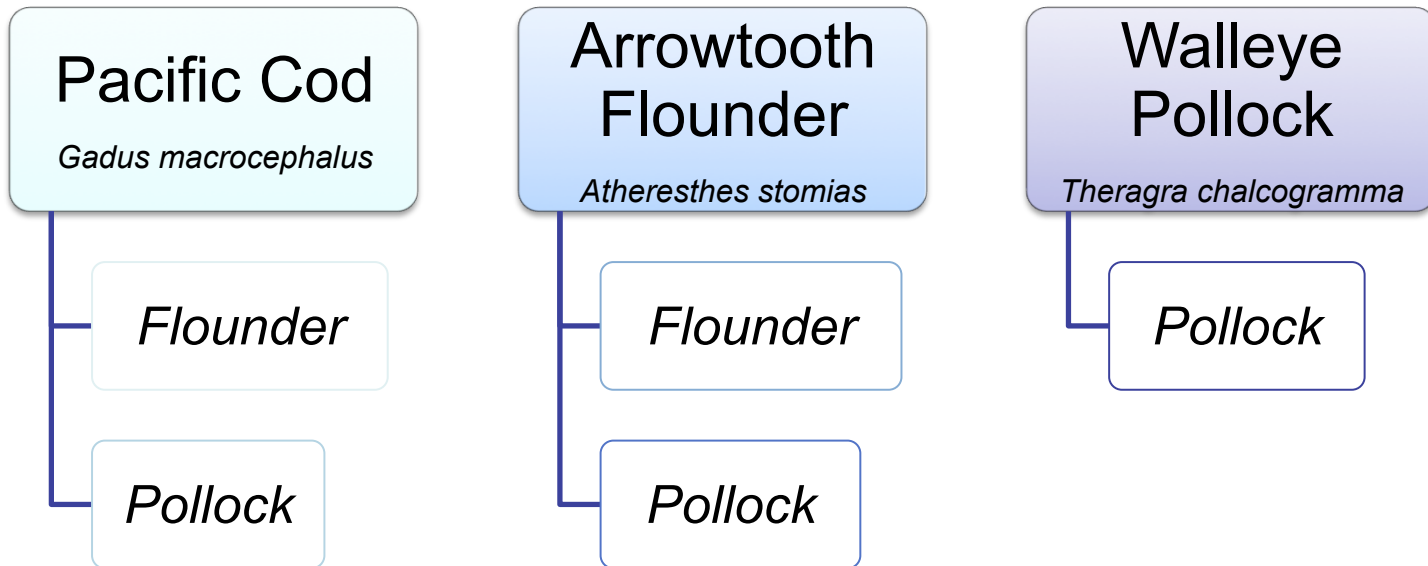 Pacific Cod
Gadus macrocephalus
Flounder
Pollock
Arrowtooth
Flounder
Atheresthes stomias
Flounder
Pollock
Walleye
Pollock
Theragra chalcogramma
Pollock